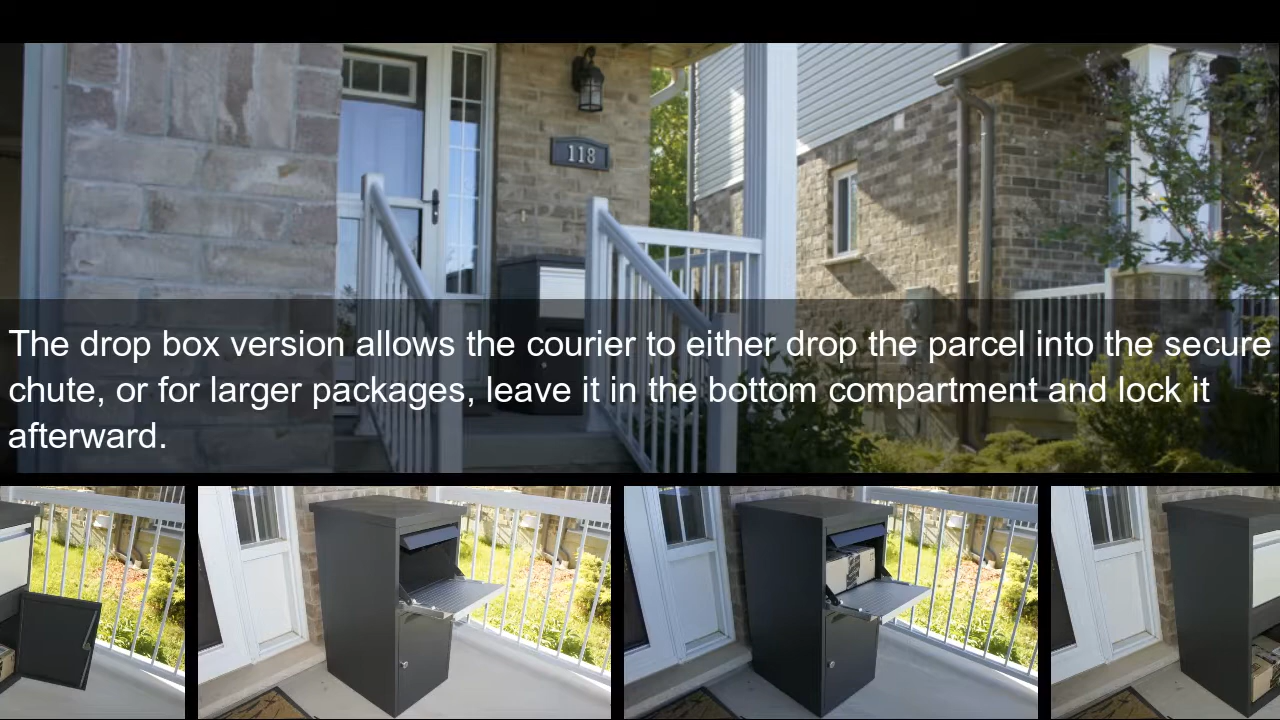 118
The drop box version allows the courier to either drop the parcel into the secure
chute, or for larger packages, leave it in the bottom compartment and lock it
afterward.